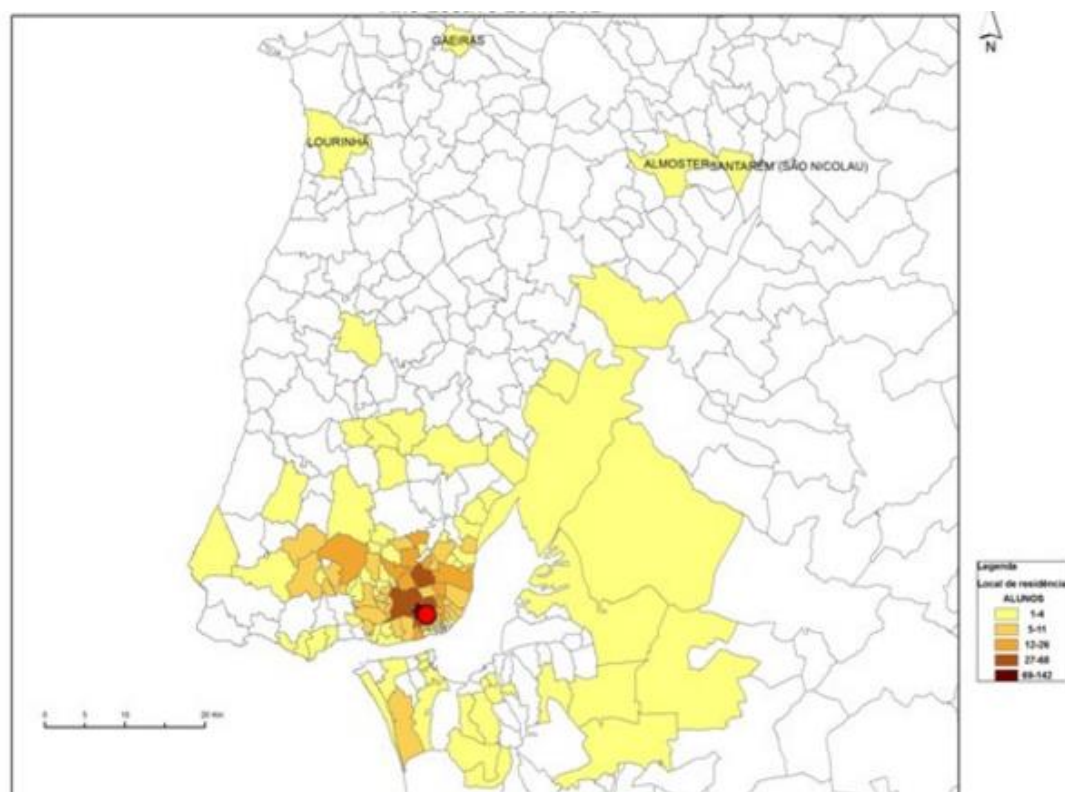 GAEIRAS
N
LOURINHÃ
ALMOSTER SANTARÉM (SÃO NICOLAU)
Legenda
Local de residência
ALUNOS
1-4
5-11
12-26
27-68
69-142
0 5 10 20 Km